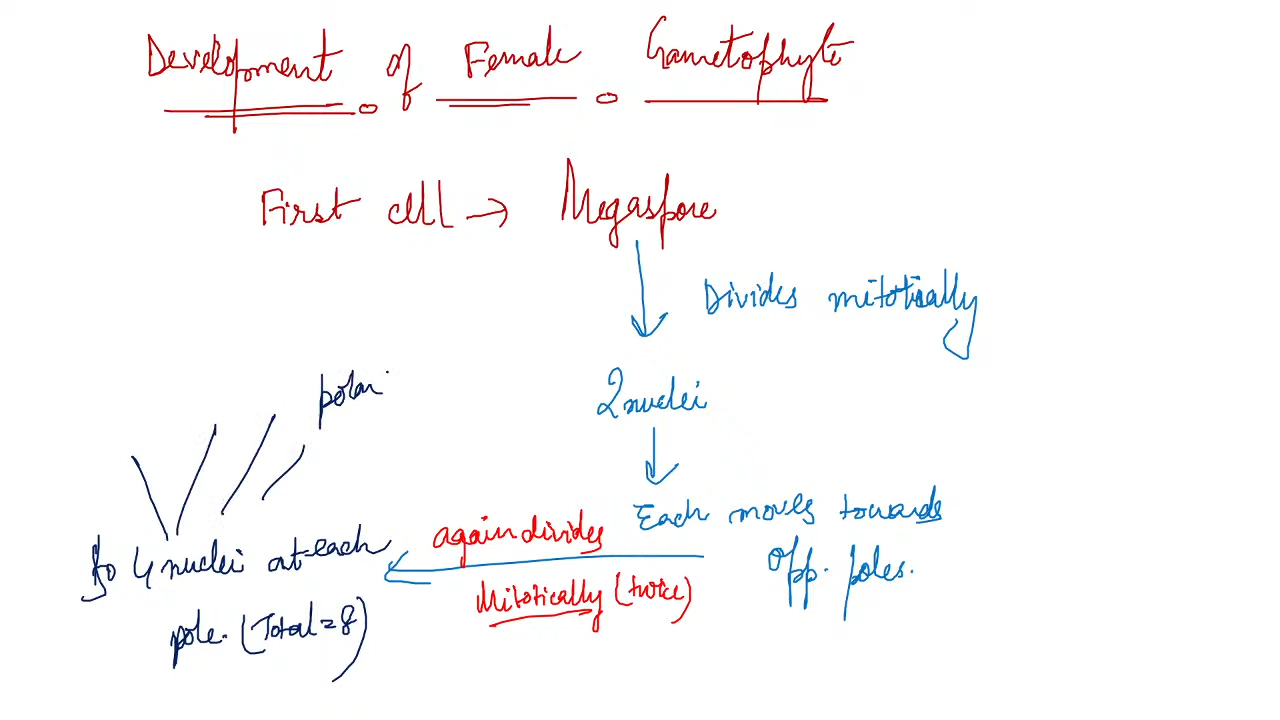 Development of Female Gametophyte
First cell → Megaspore
Divides mitotically
2 nuclei
Each moves towards
opp. poles.
again divides
Mitotically (twice)
So 4 nuclei at each
pole. (Total = 8)
polar